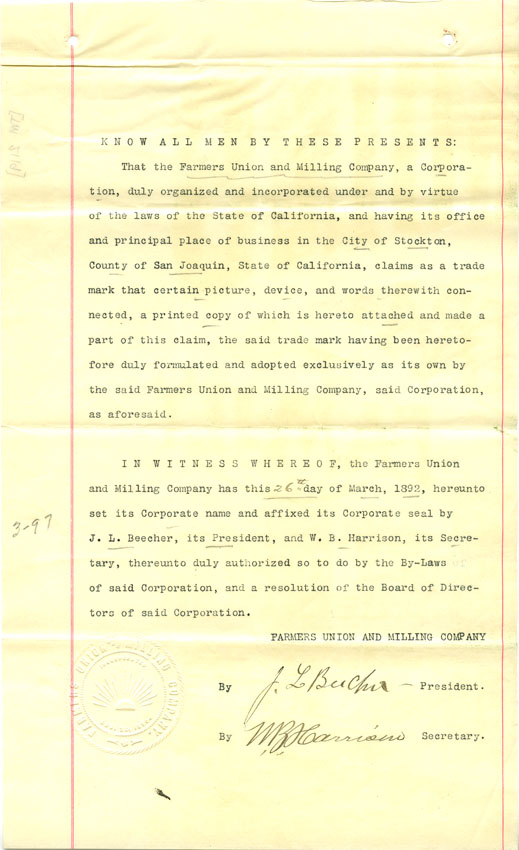 KNOW ALL MEN BY THESE PRESENTS:
That the Farmers Union and Milling Company, a Corpora-
tion, duly organized and incorporated under and by virtue
of the laws of the State of California, and having its office
and principal place of business in the City of Stockton,
County of San Joaquin, State of California, claims as a trade
mark that certain picture, device, and words therewith con-
nected, a printed copy of which is hereto attached and made a
part of this claim, the said trade mark having been hereto-
fore duly formulated and adopted exclusively as its own by
the said Farmers Union and Milling Company, said Corporation,
as aforesaid.
IN WITNESS WHEREOF, the Farmers Union
and Milling Company has this 26th day of March, 1892, hereunto
set its Corporate name and affixed its Corporate seal by
3-97
J. L. Beecher, its President, and W. B. Harrison, its Secre-
tary, thereunto duly authorized so to do by the By-Laws
of said Corporation, and a resolution of the Board of Direc-
tors of said Corporation.
FARMERS UNION AND MILLING COMPANY
FARMERS UNION & MILLING COMPANY
By J. L. Beecher - President.
By W. B. Harrison Secretary.